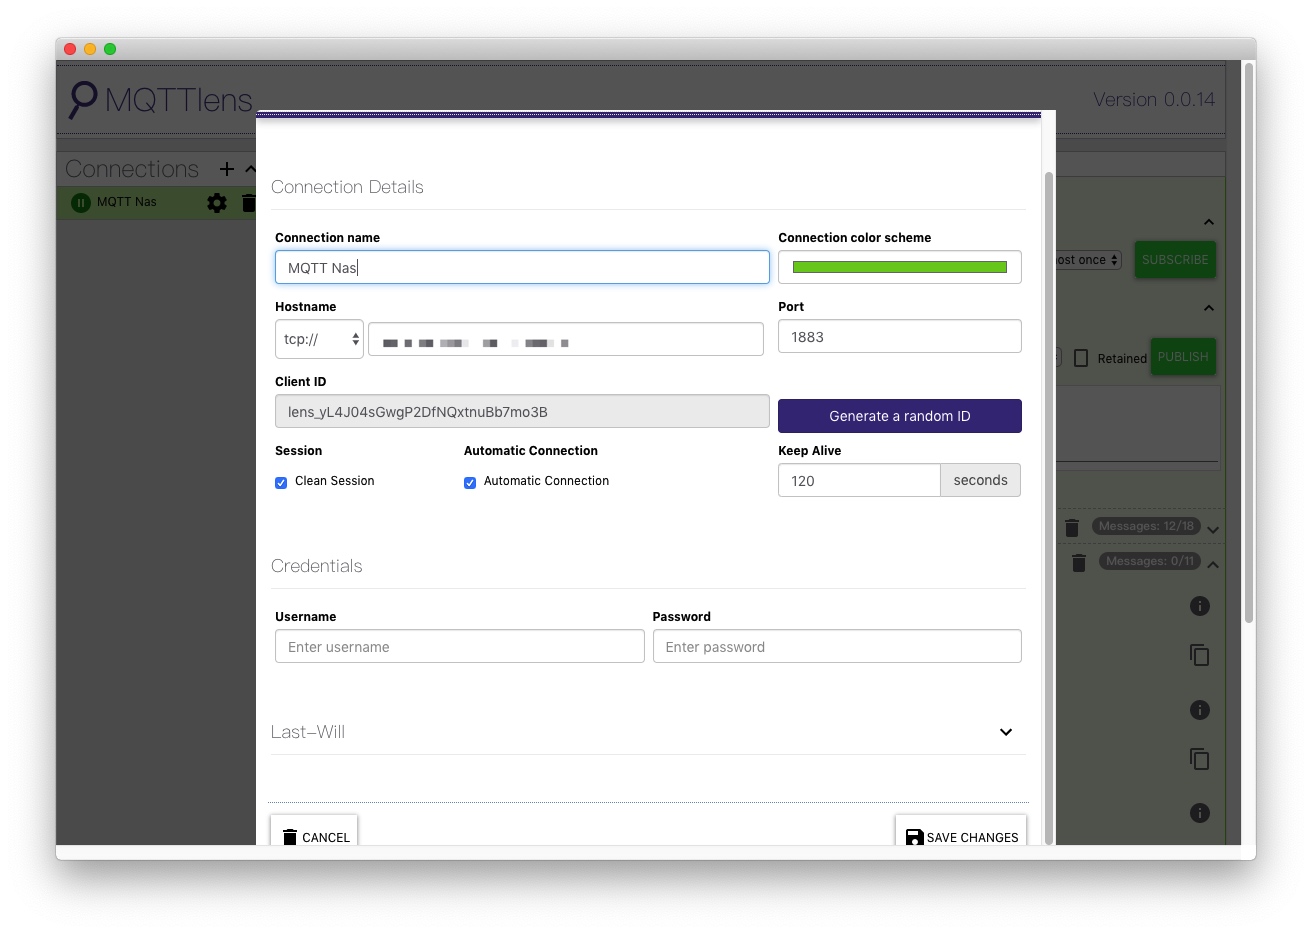 MQTTlens
Version 0.0.14
Connections
MQTT Nas
Connection Details
Connection name
Connection color scheme
MQTT Nas
Hostname
Port
tcp://
1883
Client ID
lens_yL4J04sGwgP2DfNQxtnuBb7mo3B
Generate a random ID
Session
Automatic Connection
Keep Alive
Clean Session
Automatic Connection
120
seconds
Credentials
Username
Password
Enter username
Enter password
Last-Will
CANCEL
SAVE CHANGES
once
SUBSCRIBE
Retained
PUBLISH
Messages: 12/18
Messages: 0/11